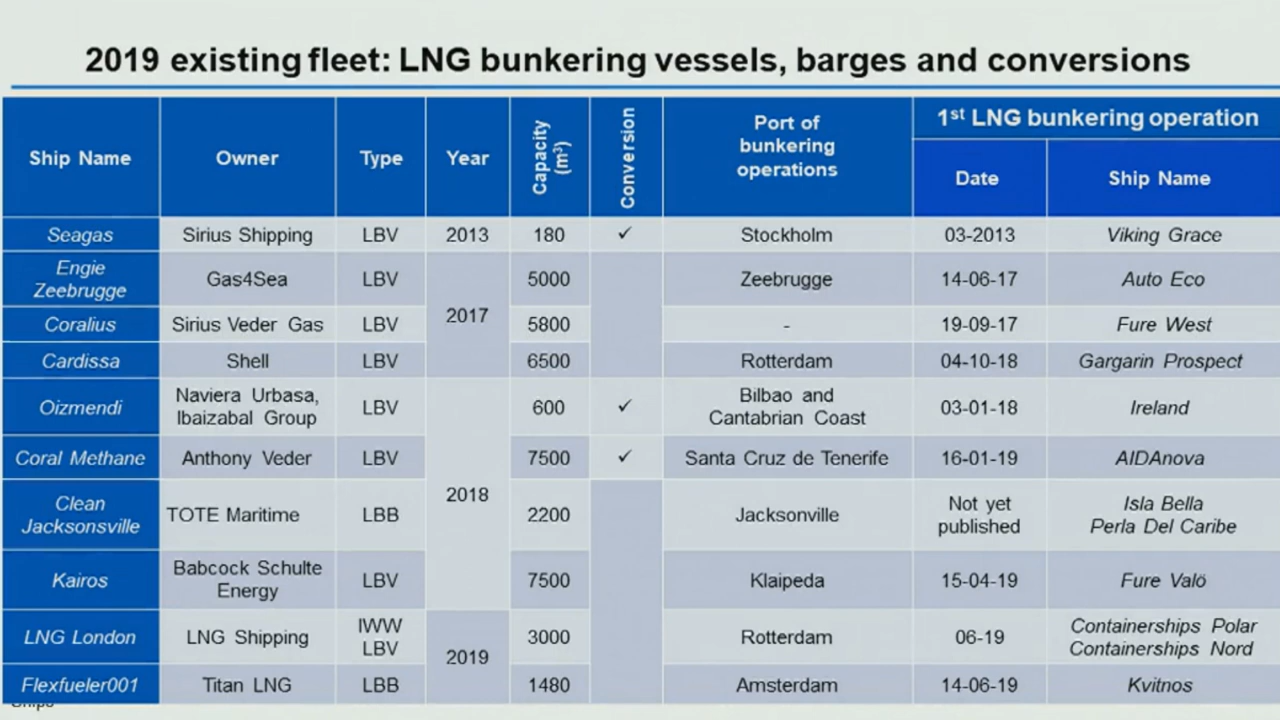 2019 existing fleet: LNG bunkering vessels, barges and conversions
Ship Name Owner Type Year Capacity (m³) Conversion Port of bunkering operations 1st LNG bunkering operation
Date Ship Name
Seagas Sirius Shipping LBV 2013 180 ✓ Stockholm 03-2013 Viking Grace
Engie Zeebrugge Gas4Sea LBV 2017 5000 Zeebrugge 14-06-17 Auto Eco
Coralius Sirius Veder Gas LBV 5800 - 19-09-17 Fure West
Cardissa Shell LBV 6500 Rotterdam 04-10-18 Gargarin Prospect
Oizmendi Naviera Urbasa, Ibaizabal Group LBV 2018 600 ✓ Bilbao and Cantabrian Coast 03-01-18 Ireland
Coral Methane Anthony Veder LBV 7500 ✓ Santa Cruz de Tenerife 16-01-19 AIDAnova
Clean Jacksonsville TOTE Maritime LBB 2200 Jacksonville Not yet published Isla Bella Perla Del Caribe
Kairos Babcock Schulte Energy LBV 7500 Klaipeda 15-04-19 Fure Valö
LNG London LNG Shipping IWW LBV 2019 3000 Rotterdam 06-19 Containerships Polar Containerships Nord
Flexfueler001 Titan LNG LBB 1480 Amsterdam 14-06-19 Kvitnos